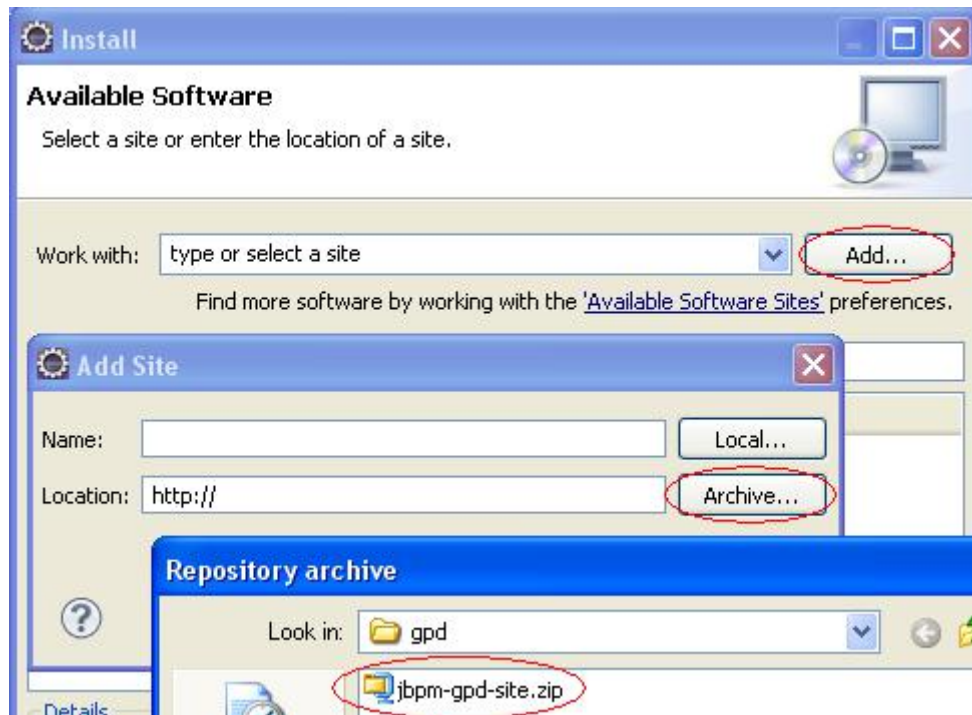 Install
Available Software
Select a site or enter the location of a site.
Work with: type or select a site Add...
Find more software by working with the 'Available Software Sites' preferences.
Add Site
Name: Local...
Location: http:// Archive...
Repository archive
Look in: gpd
jbpm-gpd-site.zip
Details